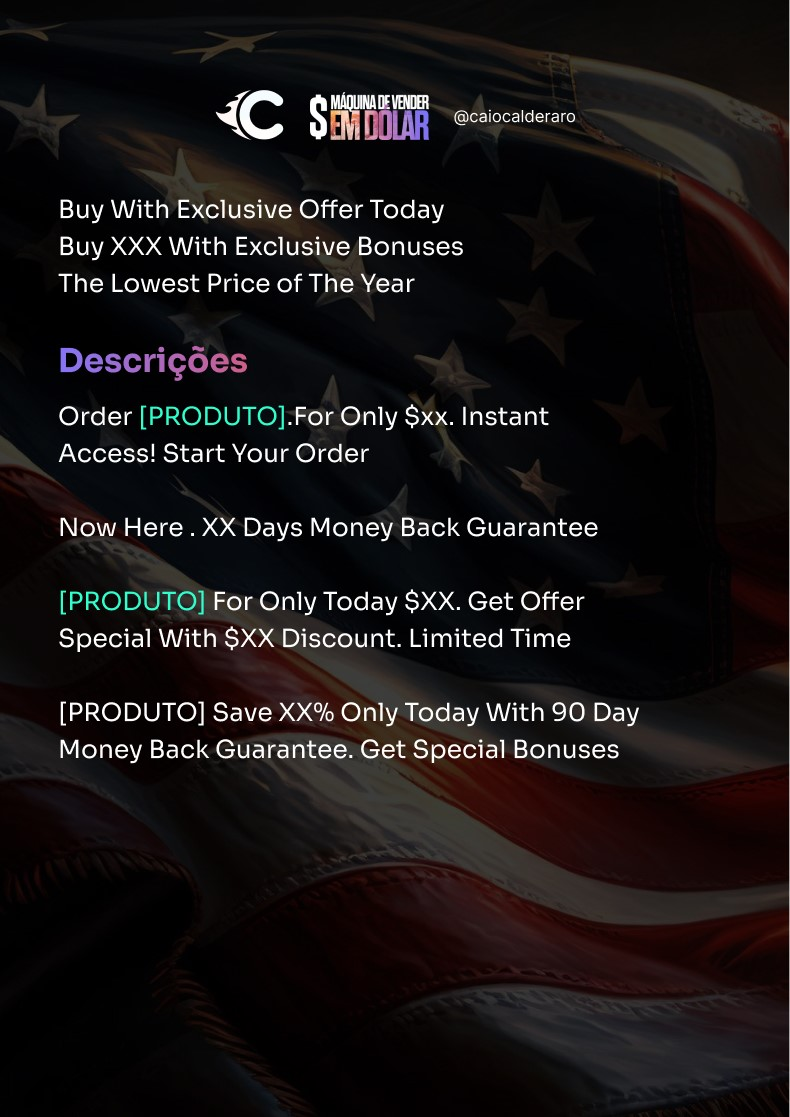 C
MÁQUINA DE VENDER
$EM DÓLAR
@caiocalderaro
Buy With Exclusive Offer Today
Buy XXX With Exclusive Bonuses
The Lowest Price of The Year
Descrições
Order [PRODUTO].For Only $xx. Instant
Access! Start Your Order
Now Here . XX Days Money Back Guarantee
[PRODUTO] For Only Today $XX. Get Offer
Special With $XX Discount. Limited Time
[PRODUTO] Save XX% Only Today With 90 Day
Money Back Guarantee. Get Special Bonuses